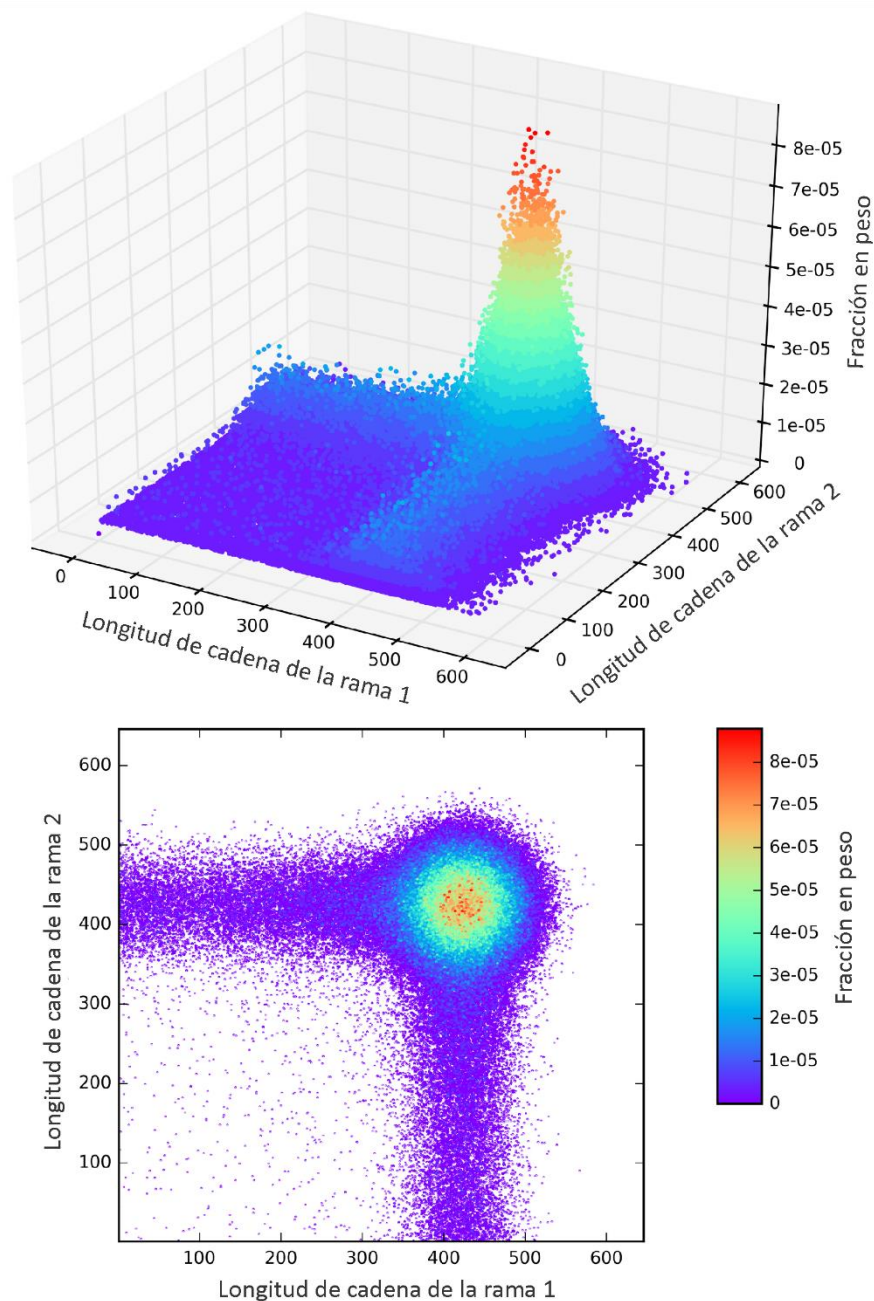 8e-05
7e-05
6e-05
5e-05
4e-05
3e-05
2e-05
1e-05
0
Fracción en peso
0
100
200
300
400
500
600
Longitud de cadena de la rama 1
0
100
200
300
400
500
600
Longitud de cadena de la rama 2
600
500
400
300
200
100
Longitud de cadena de la rama 2
100
200
300
400
500
600
Longitud de cadena de la rama 1
8e-05
7e-05
6e-05
5e-05
4e-05
3e-05
2e-05
1e-05
0
Fracción en peso